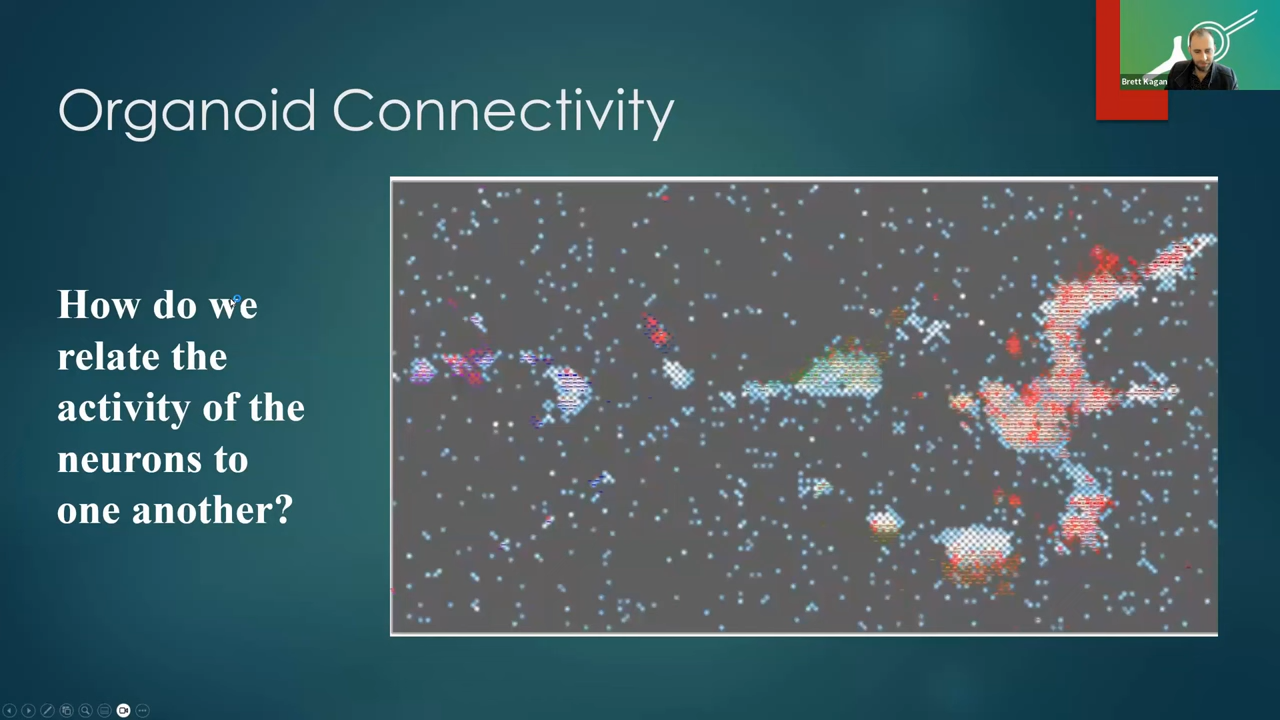 Organoid Connectivity
Brett Kagan
How do we
relate the
activity of the
neurons to
one another?